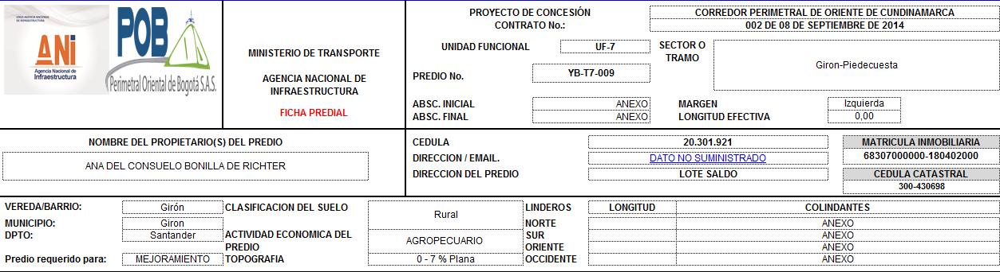 LOGO AGENCIA NACIONAL
DE INFRAESTRUCTURA
ANI
Agencia Nacional de
Infraestructura
POB
Perimetral Oriental de Bogotá S.A.S.
MINISTERIO DE TRANSPORTE
AGENCIA NACIONAL DE
INFRAESTRUCTURA
FICHA PREDIAL
PROYECTO DE CONCESIÓN CORREDOR PERIMETRAL DE ORIENTE DE CUNDINAMARCA
CONTRATO No.: 002 DE 08 DE SEPTIEMBRE DE 2014
UNIDAD FUNCIONAL UF-7
SECTOR O
TRAMO
Giron-Piedecuesta
PREDIO No. YB-T7-009
ABSC. INICIAL ANEXO MARGEN Izquierda
ABSC. FINAL ANEXO LONGITUD EFECTIVA 0,00
NOMBRE DEL PROPIETARIO(S) DEL PREDIO
ANA DEL CONSUELO BONILLA DE RICHTER
CEDULA 20.301.921
DIRECCION / EMAIL. DATO NO SUMINISTRADO
DIRECCION DEL PREDIO LOTE SALDO
MATRICULA INMOBILIARIA
68307000000-180402000
CEDULA CATASTRAL
300-430698
VEREDA/BARRIO: Girón
MUNICIPIO: Giron
DPTO: Santander
Predio requerido para: MEJORAMIENTO
CLASIFICACION DEL SUELO Rural
ACTIVIDAD ECONOMICA DEL
PREDIO
AGROPECUARIO
TOPOGRAFIA 0 - 7 % Plana
LINDEROS LONGITUD COLINDANTES
NORTE ANEXO
SUR ANEXO
ORIENTE ANEXO
OCCIDENTE ANEXO